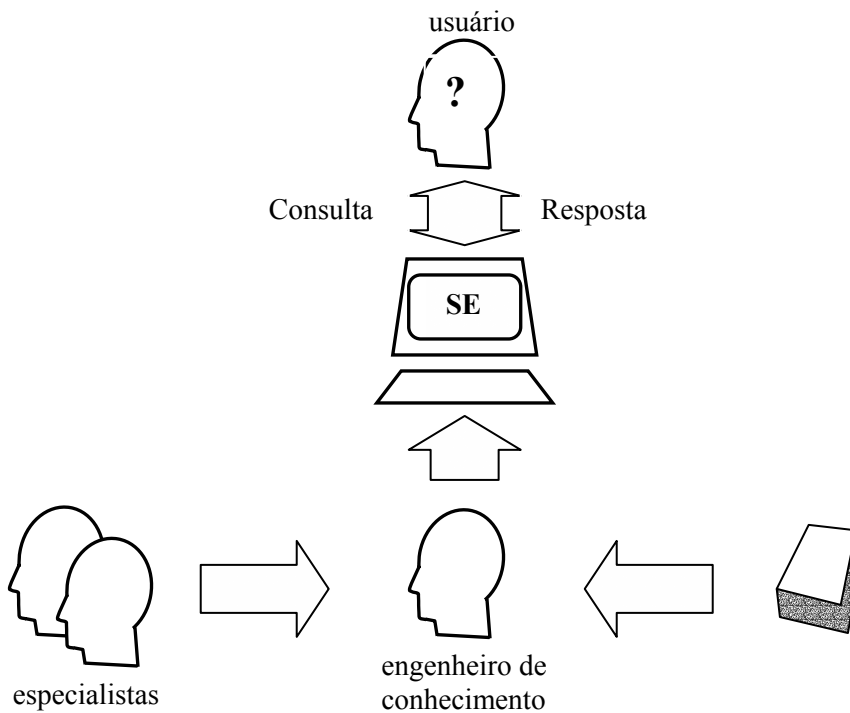 usuário
?
Consulta
Resposta
SE
engenheiro de
conhecimento
especialistas